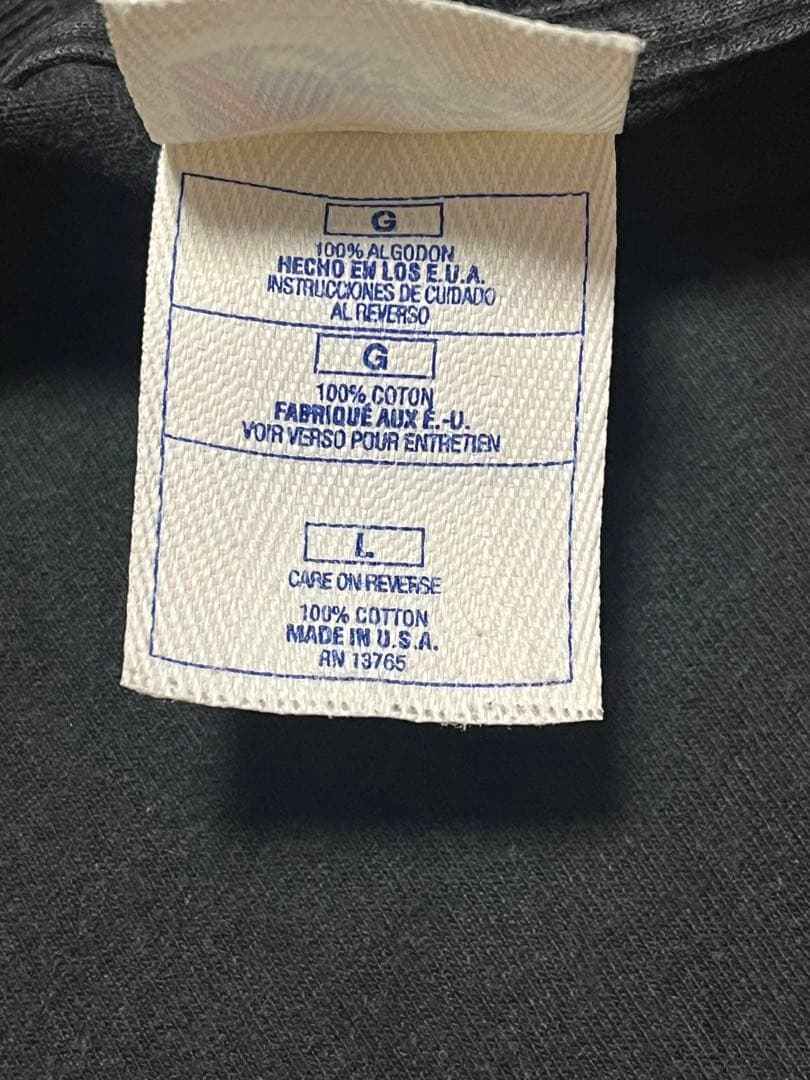 G
100% ALGODON
HECHO EN LOS E.U.A.
INSTRUCCIONES DE CUIDADO
AL REVERSO
G
100% COTON
FABRIQUÉ AUX É.-U.
VOIR VERSO POUR ENTRETIEN
L
CARE ON REVERSE
100% COTTON
MADE IN U.S.A.
RN 13765